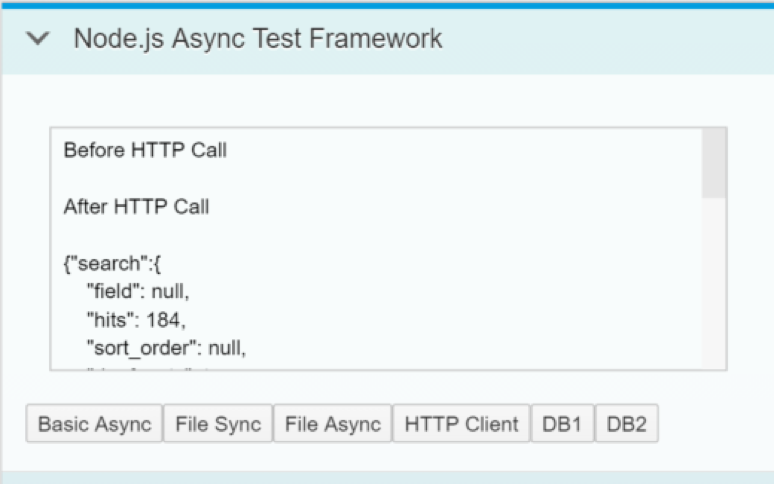 Node.js Async Test Framework
Before HTTP Call
After HTTP Call
{"search":{
"field": null,
"hits": 184,
"sort_order": null,
Basic Async File Sync File Async HTTP Client DB1 DB2